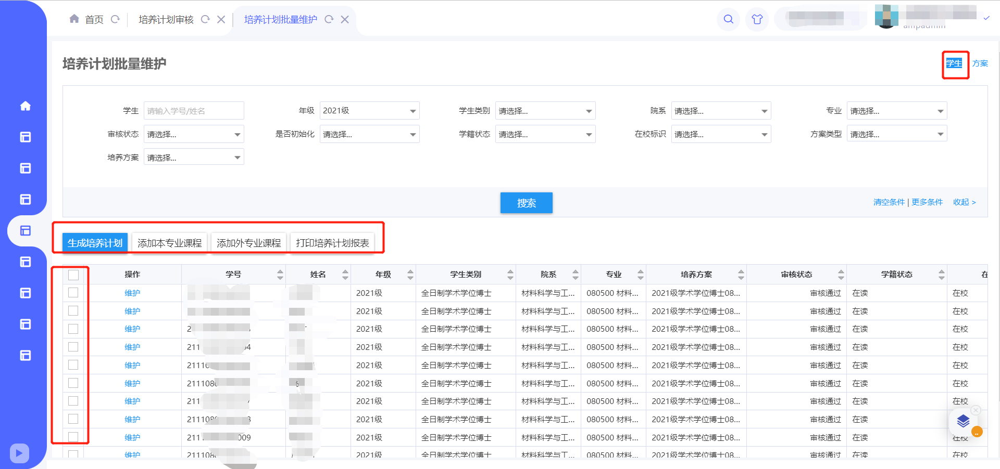 首页 培养计划审核 培养计划批量维护
ampadmin
培养计划批量维护 学生 方案
学生 请输入学号/姓名 年级 2021级 学生类别 请选择... 院系 请选择... 专业 请选择...
审核状态 请选择... 是否初始化 请选择... 学籍状态 请选择... 在校标识 请选择... 方案类型 请选择...
培养方案 请选择...
搜索 清空条件 | 更多条件 收起 >
生成培养计划 添加本专业课程 添加外专业课程 打印培养计划报表
操作 学号 姓名 年级 学生类别 院系 专业 培养方案 审核状态 学籍状态 在
维护 2021级 全日制学术学位博士 材料科学与工... 080500 材料... 2021级学术学位博士08... 审核通过 在读 在校
维护 2021级 全日制学术学位博士 材料科学与工... 080500 材料... 2021级学术学位博士08... 审核通过 在读 在校
维护 2 2021级 全日制学术学位博士 材料科学与工... 080500 材料... 2021级学术学位博士08... 审核通过 在读 在校
维护 211 04 2021级 全日制学术学位博士 材料科学与工... 080500 材料... 2021级学术学位博士08... 审核通过 在读 在校
维护 21110 2021级 全日制学术学位博士 材料科学与工... 080500 材料... 2021级学术学位博士08... 审核通过 在读 在校
维护 211108 2021级 全日制学术学位博士 材料科学与工... 080500 材料... 2021级学术学位博士08... 审核通过 在读 在校
维护 211 2021级 全日制学术学位博士 材料科学与工... 080500 材料... 2021级学术学位博士08... 审核通过 在读 在校
维护 211108 8 2021级 全日制学术学位博士 材料科学与工... 080500 材料... 2021级学术学位博士08... 审核通过 在读
维护 211 009 2021级 全日制学术学位博士 材料科学与工... 080500 材料... 2021级学术学位博士08... 审核通过 在读 在校
维护 211108 2021级 全日制学术学位博士 材料科学与工... 080500 材料... 2021级学术学位博士08... 审核通过 在读 在校